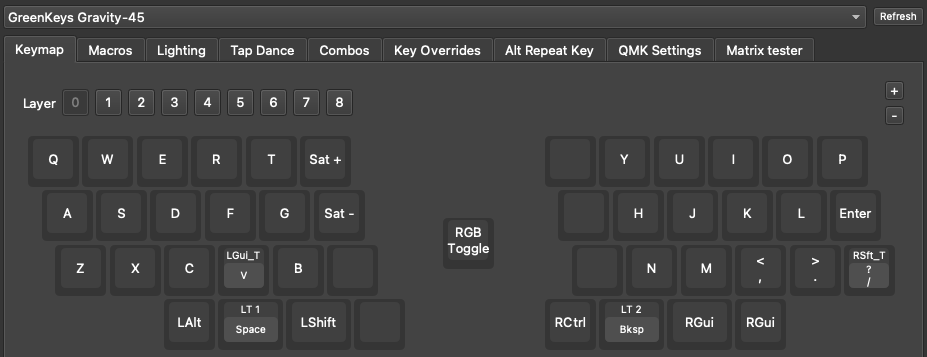 GreenKeys Gravity-45
Refresh
Keymap
Macros
Lighting
Tap Dance
Combos
Key Overrides
Alt Repeat Key
QMK Settings
Matrix tester
Layer
0
1
2
3
4
5
6
7
8
+
-
Q
W
E
R
T
Sat +
Y
U
I
O
P
A
S
D
F
G
Sat -
RGB
Toggle
H
J
K
L
Enter
Z
X
C
LGui_T
V
B
N
M
<
,
>
.
RSft_T
?
/
LAlt
LT 1
Space
LShift
RCtrl
LT 2
Bksp
RGui
RGui